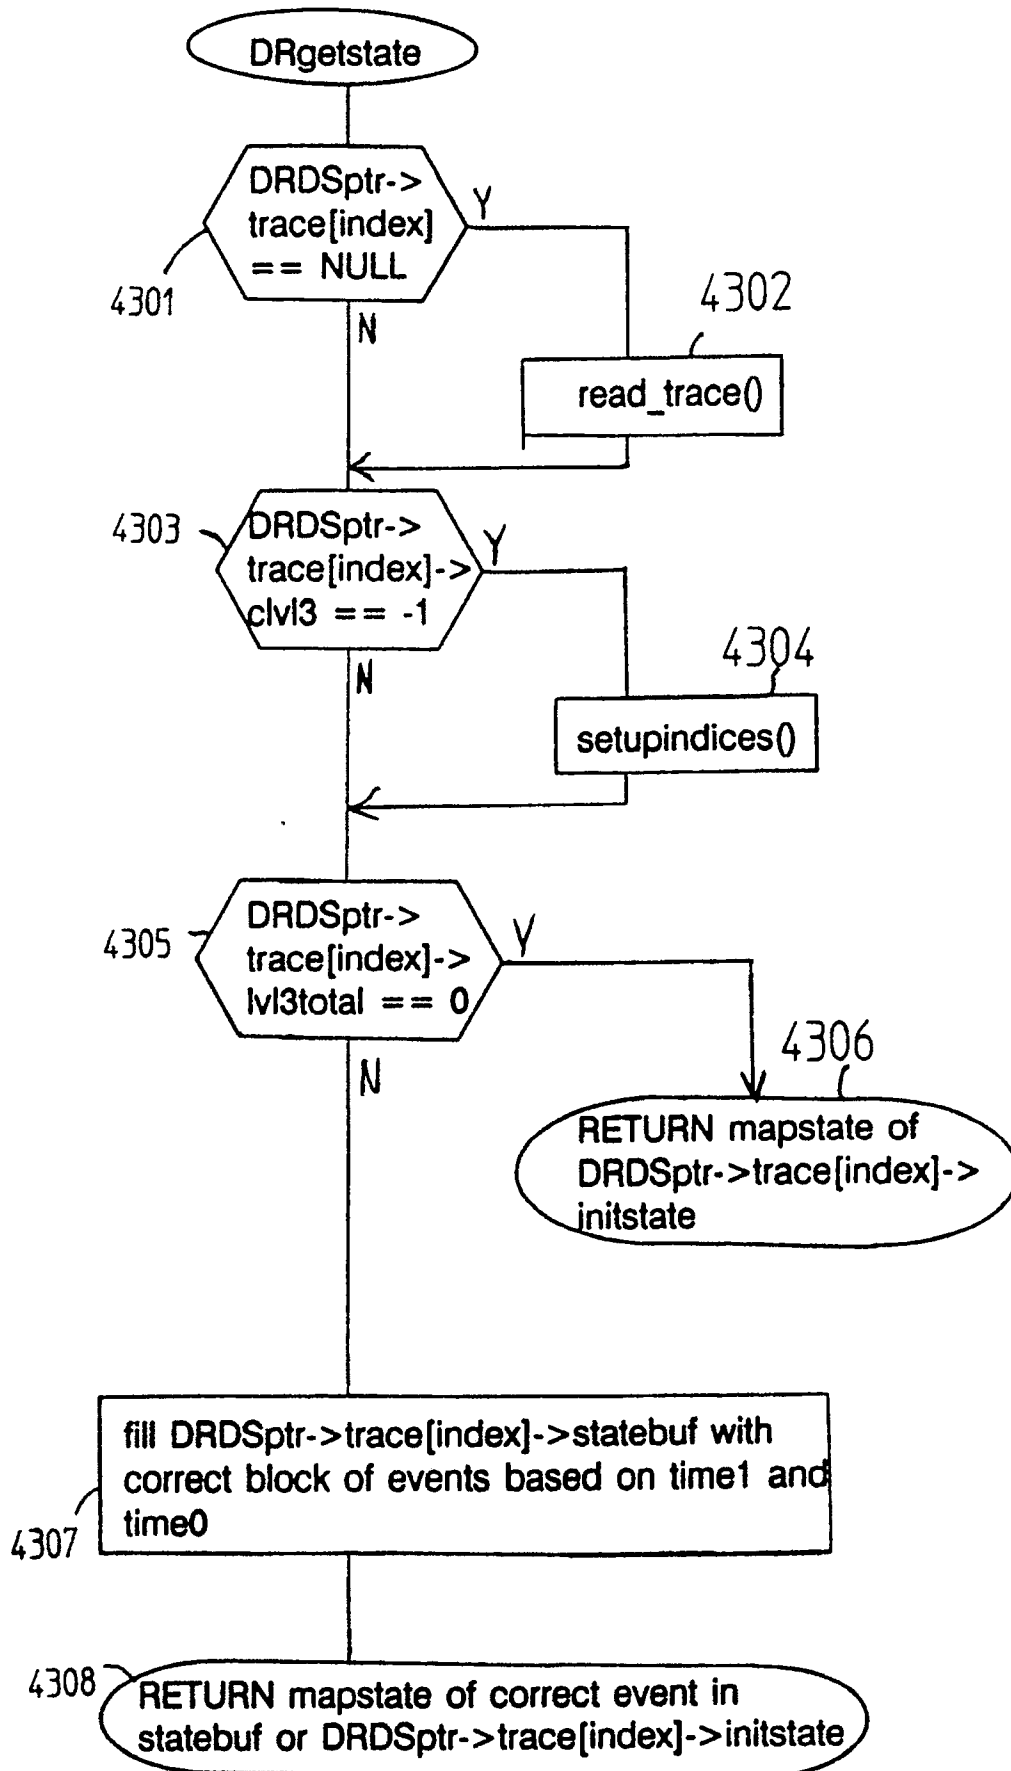 DRgetstate
DRDSptr->
trace[index]
== NULL
Y
4301
N
4302
read_trace()
4303
DRDSptr->
trace[index]->
clvl3 == -1
Y
N
4304
setupindices()
4305
DRDSptr->
trace[index]->
lvl3total == 0
Y
N
4306
RETURN mapstate of
DRDSptr->trace[index]->
initstate
fill DRDSptr->trace[index]->statebuf with
correct block of events based on time1 and
time0
4307
4308
RETURN mapstate of correct event in
statebuf or DRDSptr->trace[index]->initstate